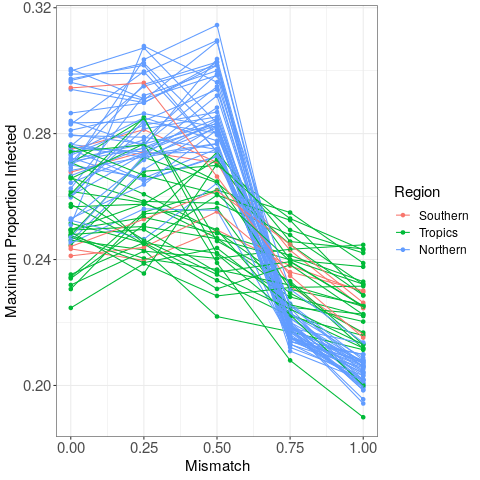 0.32
0.28
0.24
0.20
Maximum Proportion Infected
0.00 0.25 0.50 0.75 1.00
Mismatch
Region
Southern
Tropics
Northern